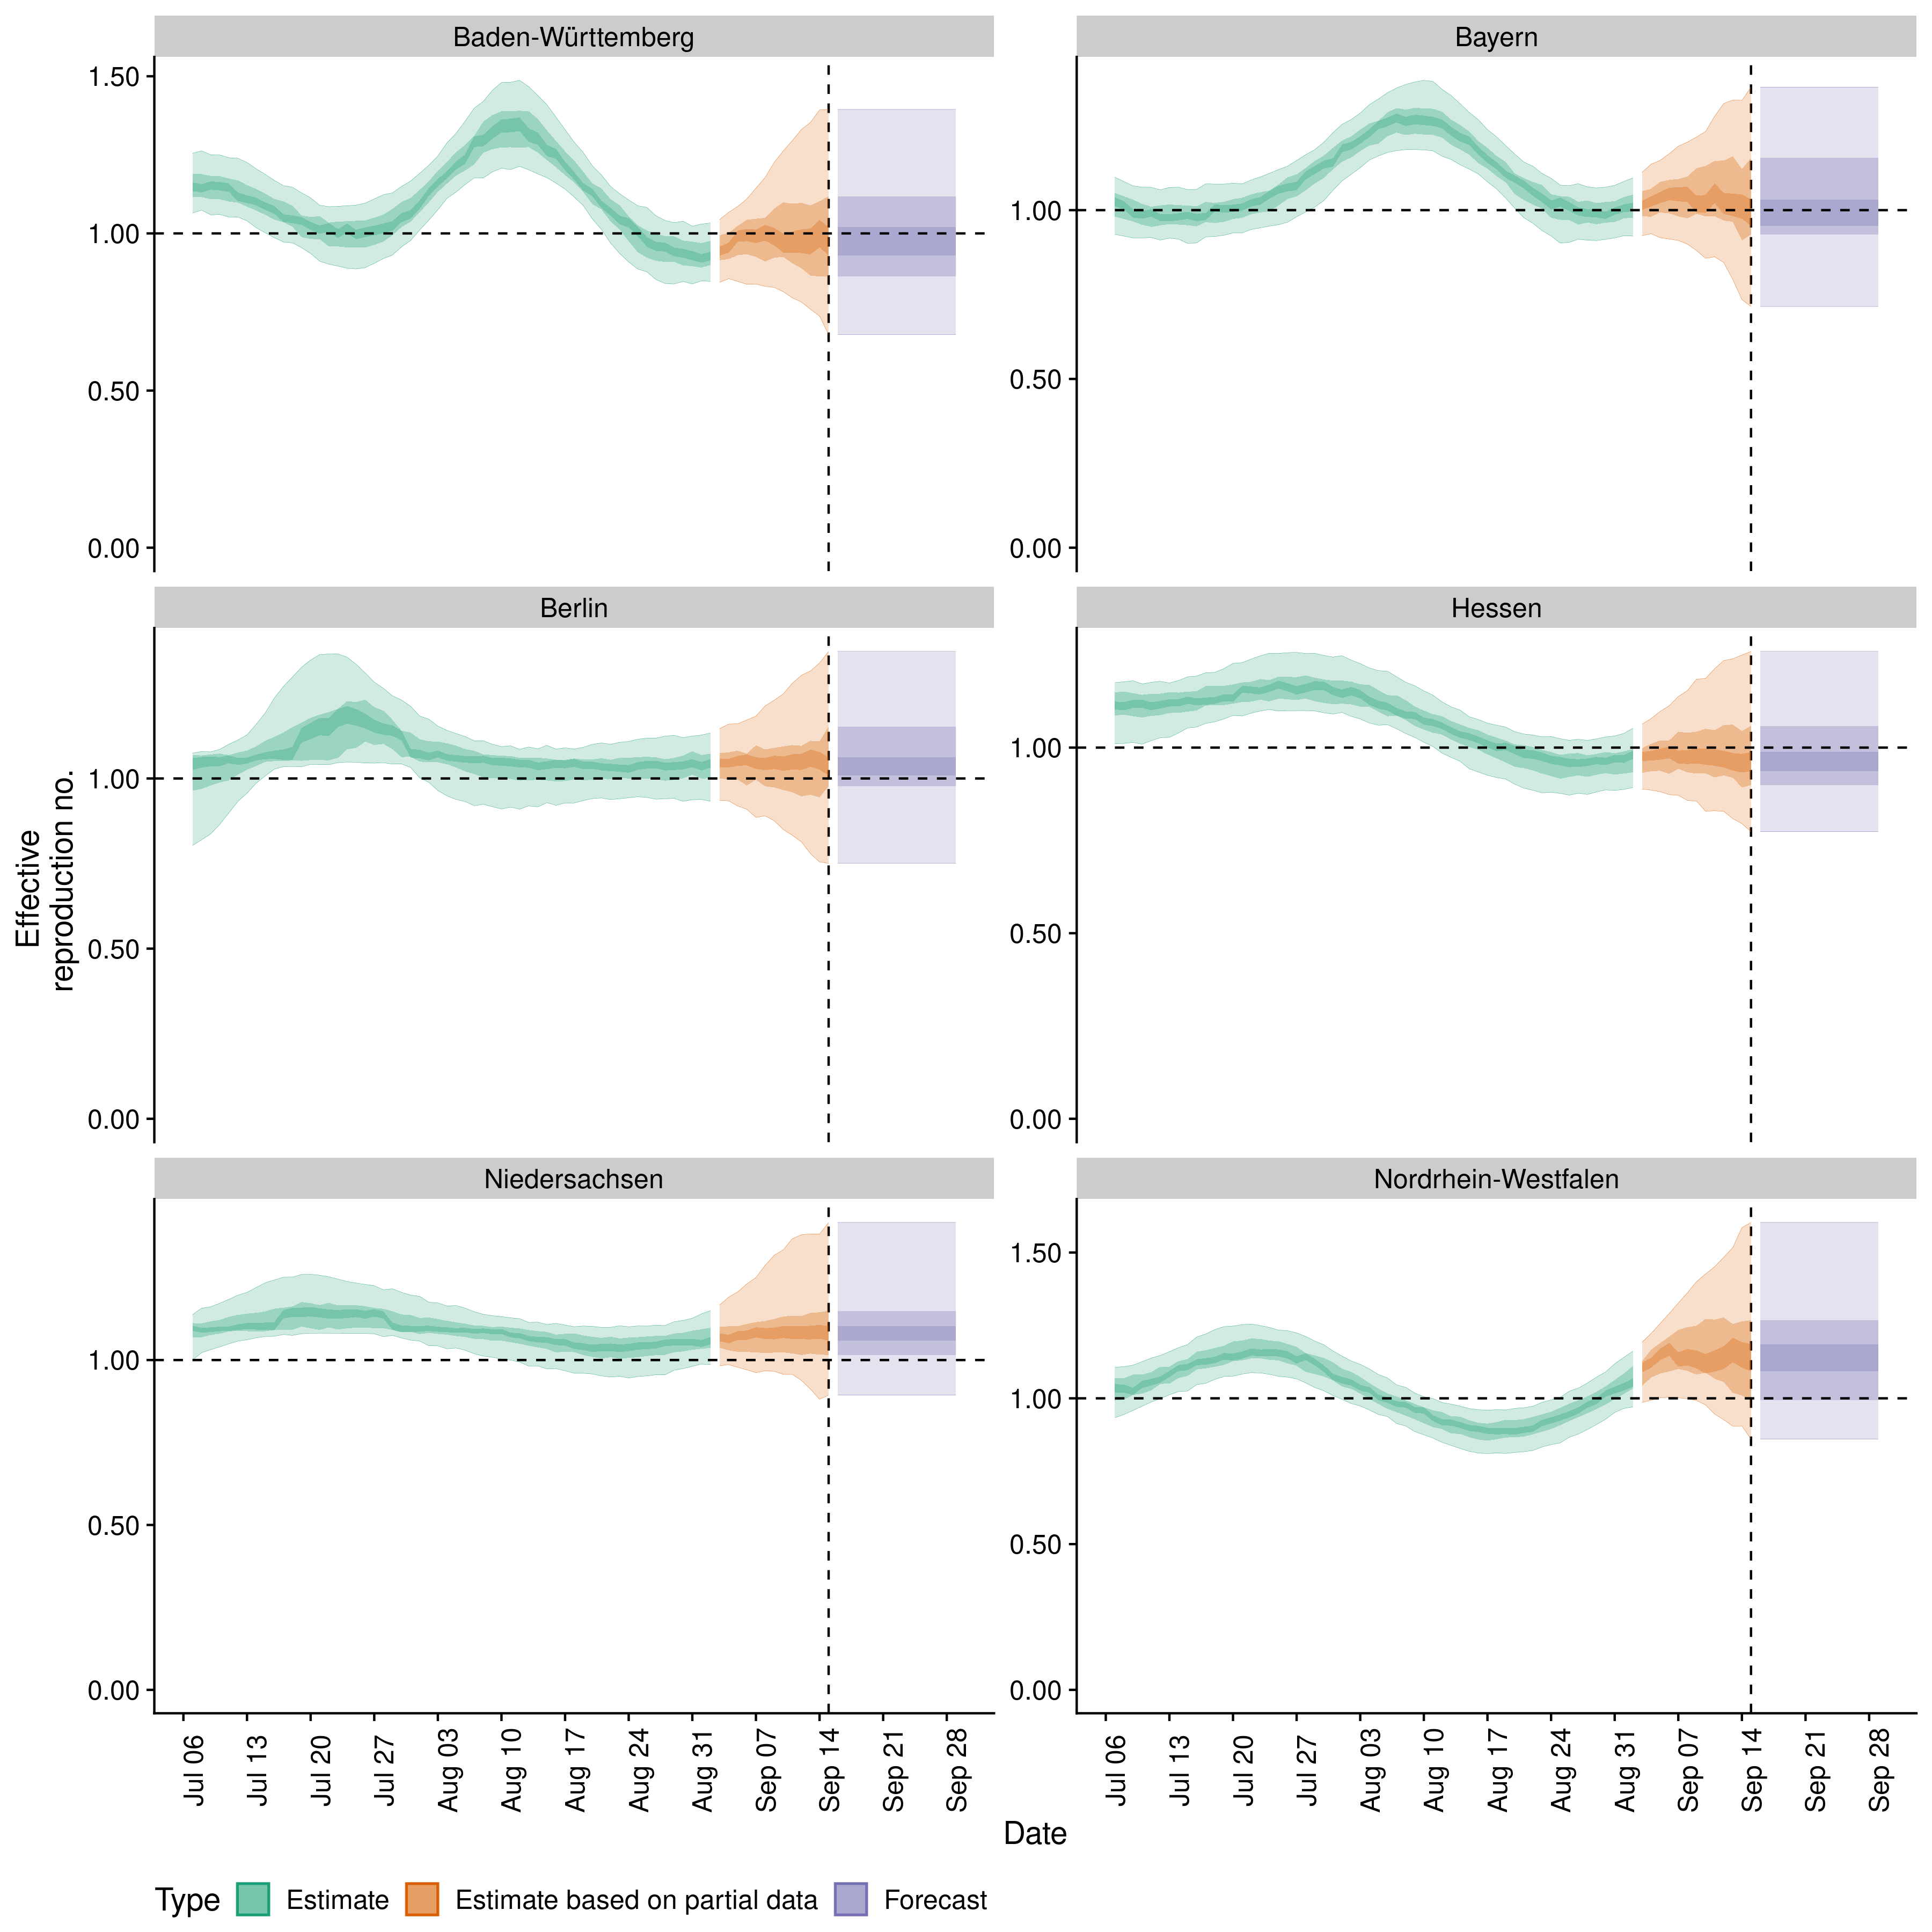 Baden-Württemberg
Bayern
1.50
1.00
0.50
0.00
1.00
0.50
0.00
Berlin
Hessen
1.00
0.50
0.00
1.00
0.50
0.00
Effective
reproduction no.
Niedersachsen
Nordrhein-Westfalen
1.00
0.50
0.00
1.50
1.00
0.50
0.00
Jul 06 Jul 13 Jul 20 Jul 27 Aug 03 Aug 10 Aug 17 Aug 24 Aug 31 Sep 07 Sep 14 Sep 21 Sep 28
Jul 06 Jul 13 Jul 20 Jul 27 Aug 03 Aug 10 Aug 17 Aug 24 Aug 31 Sep 07 Sep 14 Sep 21 Sep 28
Date
Type Estimate Estimate based on partial data Forecast